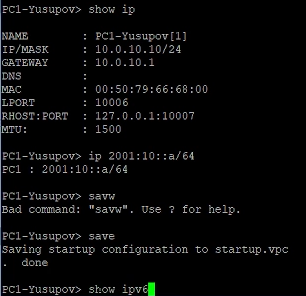 PC1-Yusupov> show ip
NAME : PC1-Yusupov[1]
IP/MASK : 10.0.10.10/24
GATEWAY : 10.0.10.1
DNS :
MAC : 00:50:79:66:68:00
LPORT : 10006
RHOST:PORT : 127.0.0.1:10007
MTU: : 1500
PC1-Yusupov> ip 2001:10::a/64
PC1 : 2001:10::a/64
PC1-Yusupov> savw
Bad command: "savw". Use ? for help.
PC1-Yusupov> save
Saving startup configuration to startup.vpc
. done
PC1-Yusupov> show ipv6